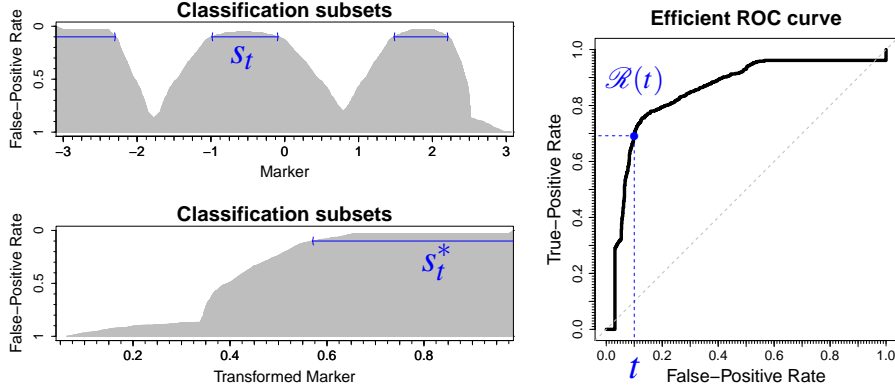 Classification subsets
False−Positive Rate
0
0.5
1
s_t
−3 −2 −1 0 1 2 3
Marker
Classification subsets
False−Positive Rate
0
0.5
1
s_t^*
0.2 0.4 0.6 0.8
Transformed Marker
Efficient ROC curve
True−Positive Rate
1.0
0.8
0.6
0.4
0.2
0.0
ℛ(t)
0.0 0.2 0.4 0.6 0.8 1.0
t
False−Positive Rate